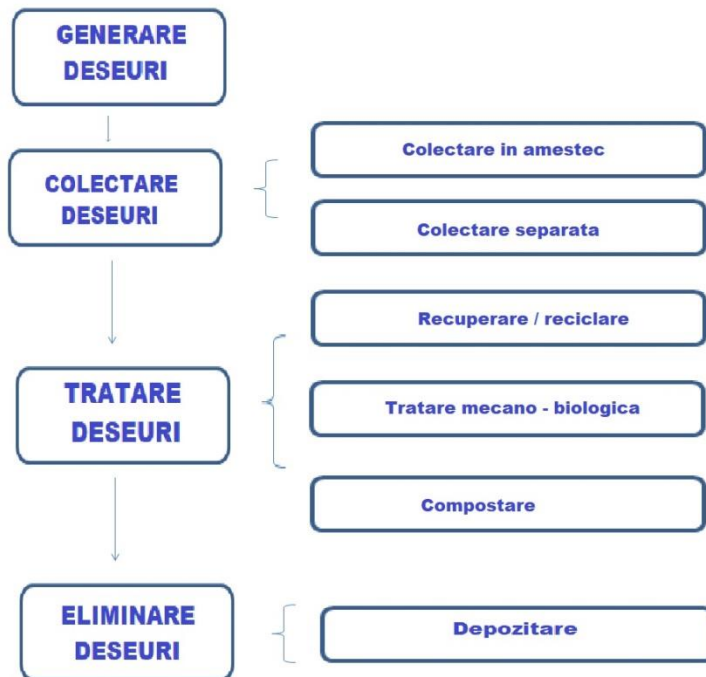 GENERARE
DESEURI
COLECTARE
DESEURI
Colectare in amestec
Colectare separata
TRATARE
DESEURI
Recuperare / reciclare
Tratare mecano - biologica
Compostare
ELIMINARE
DESEURI
Depozitare